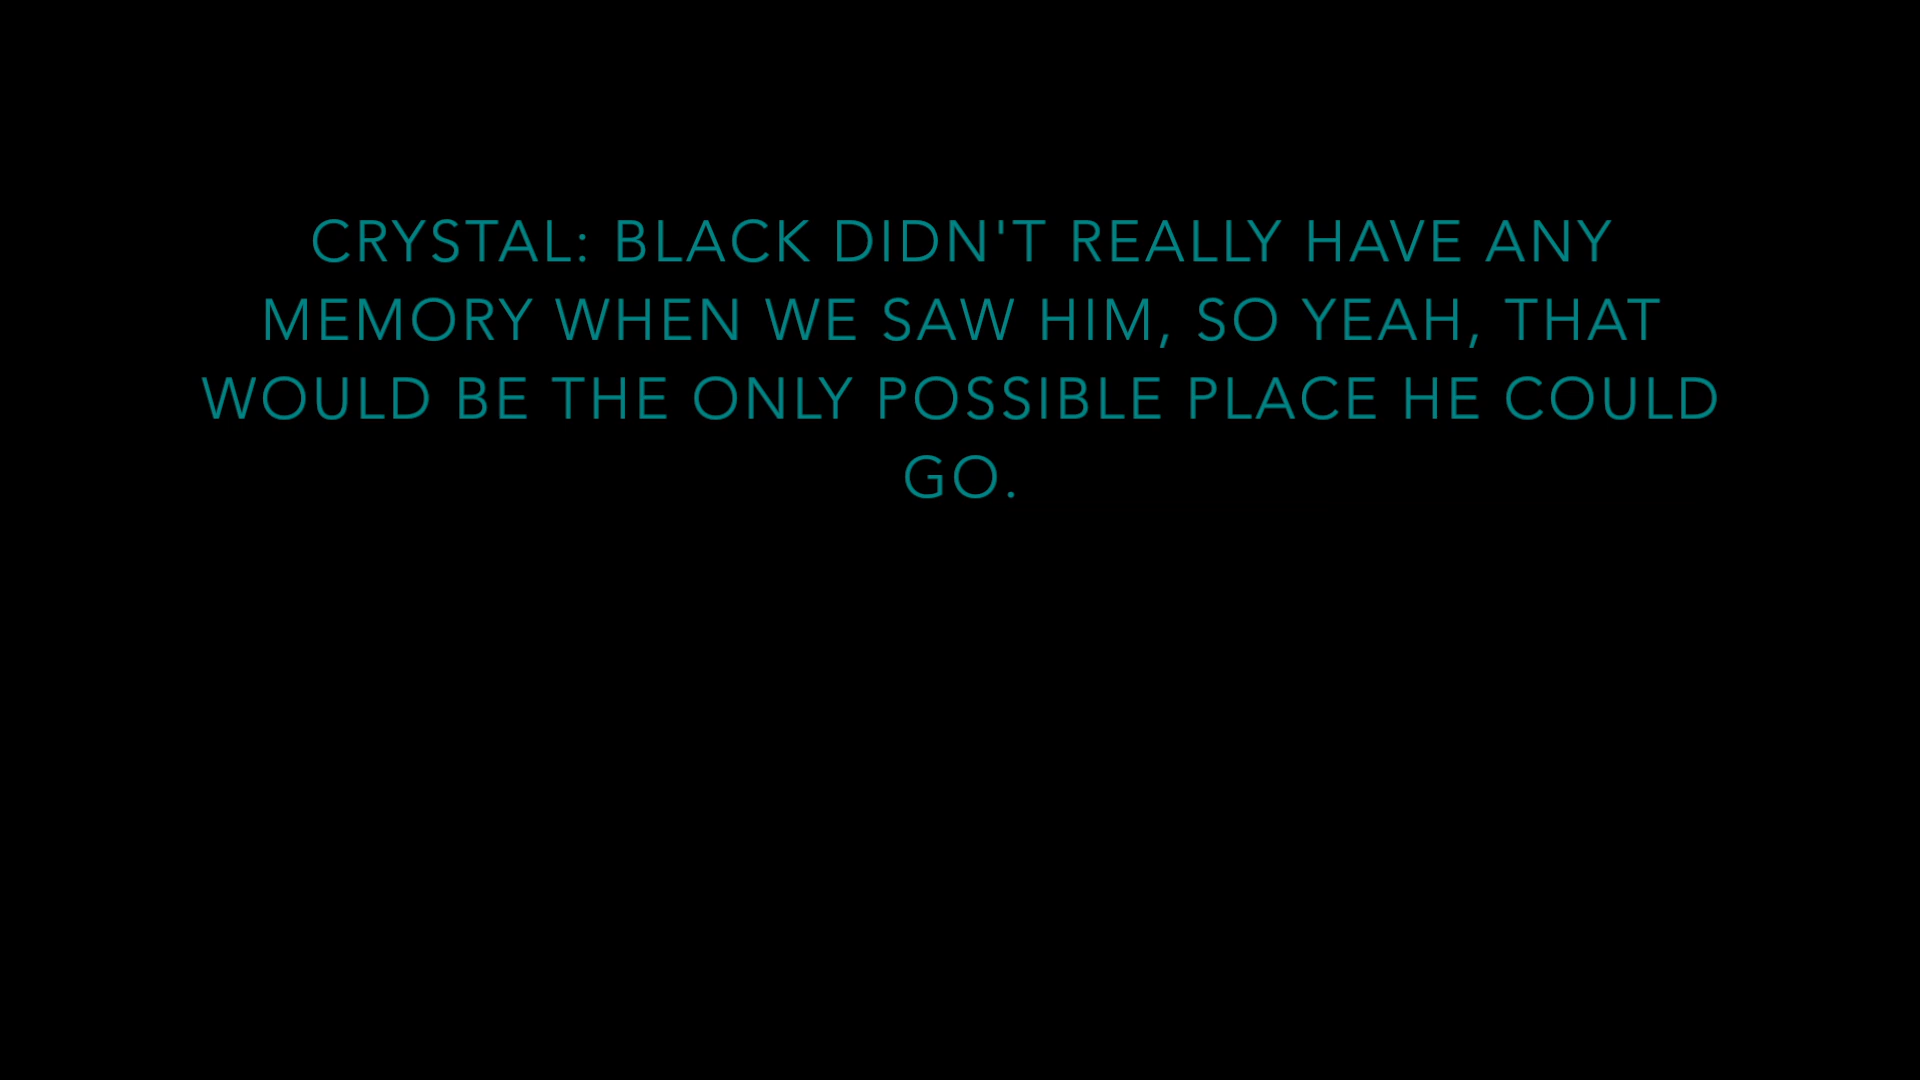 CRYSTAL: BLACK DIDN'T REALLY HAVE ANY
MEMORY WHEN WE SAW HIM, SO YEAH, THAT
WOULD BE THE ONLY POSSIBLE PLACE HE COULD
GO.